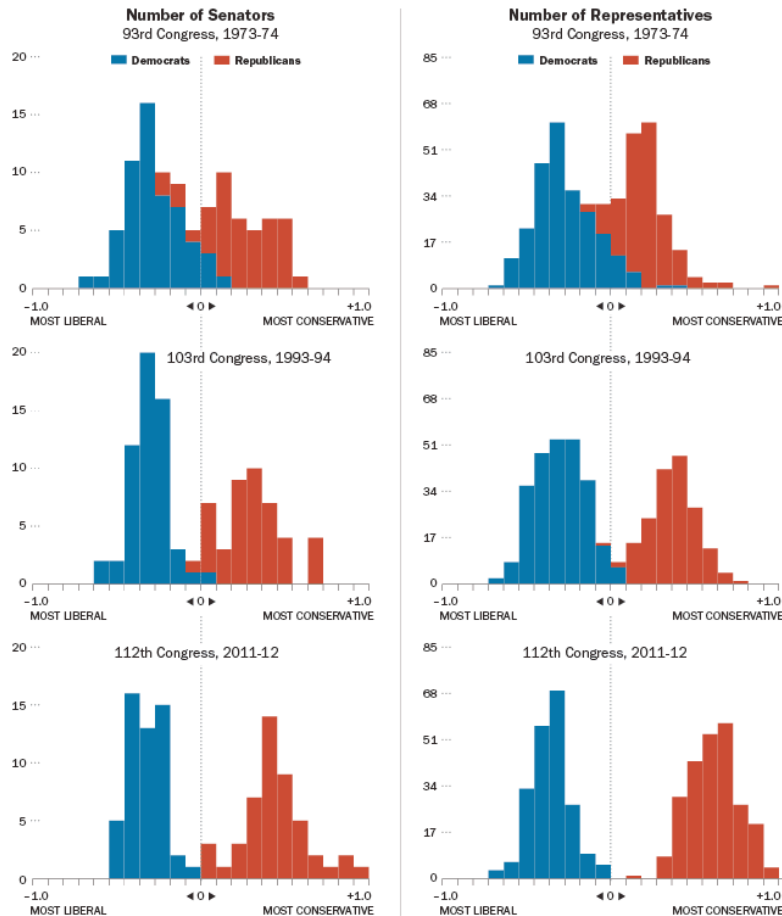 Number of Senators
93rd Congress, 1973-74
20
Democrats
Republicans
15
10
5
0
−1.0
◄ 0 ►
+1.0
MOST LIBERAL
MOST CONSERVATIVE
Number of Representatives
93rd Congress, 1973-74
85
Democrats
Republicans
68
51
34
17
0
−1.0
◄ 0 ►
+1.0
MOST LIBERAL
MOST CONSERVATIVE
20
103rd Congress, 1993-94
15
10
5
0
−1.0
◄ 0 ►
+1.0
MOST LIBERAL
MOST CONSERVATIVE
85
103rd Congress, 1993-94
68
51
34
17
0
−1.0
◄ 0 ►
+1.0
MOST LIBERAL
MOST CONSERVATIVE
20
112th Congress, 2011-12
15
10
5
0
−1.0
◄ 0 ►
+1.0
MOST LIBERAL
MOST CONSERVATIVE
85
112th Congress, 2011-12
68
51
34
17
0
−1.0
◄ 0 ►
+1.0
MOST LIBERAL
MOST CONSERVATIVE